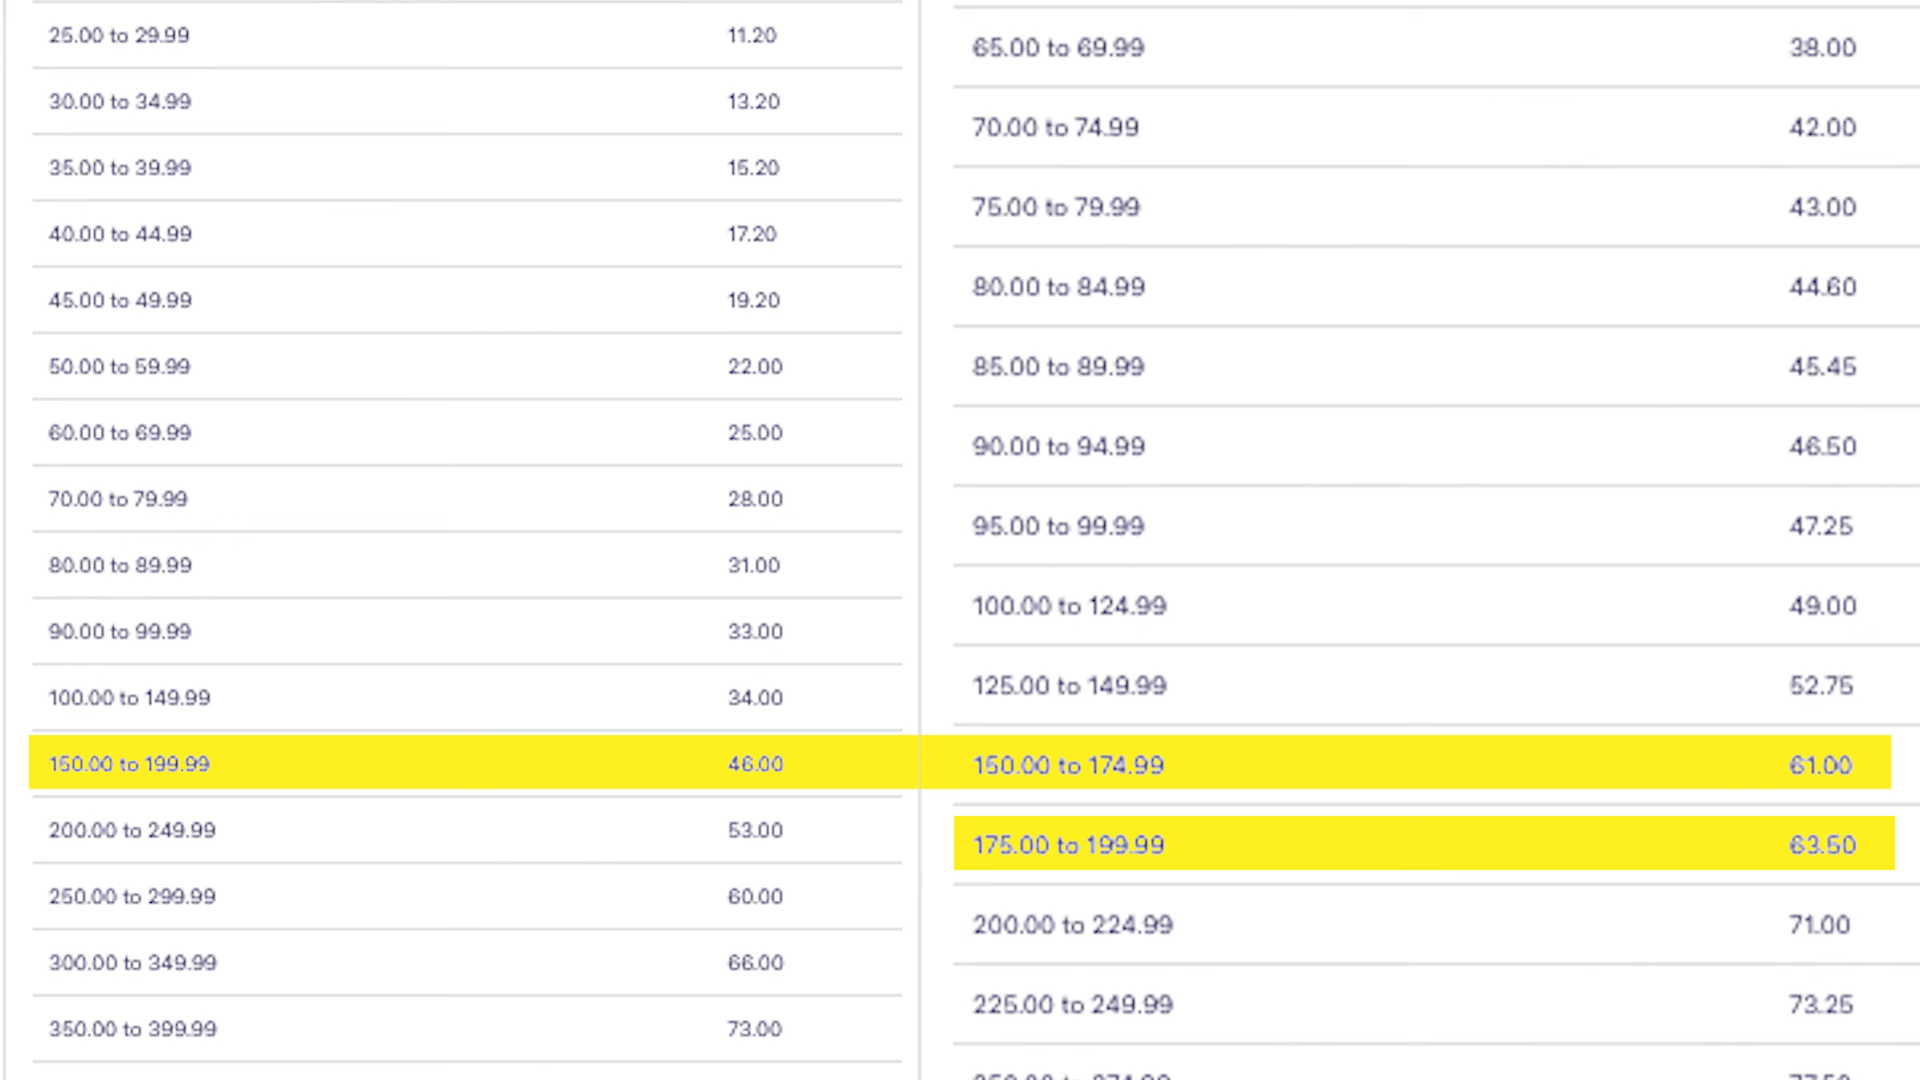 25.00 to 29.99 11.20
30.00 to 34.99 13.20
35.00 to 39.99 15.20
40.00 to 44.99 17.20
45.00 to 49.99 19.20
50.00 to 59.99 22.00
60.00 to 69.99 25.00
70.00 to 79.99 28.00
80.00 to 89.99 31.00
90.00 to 99.99 33.00
100.00 to 149.99 34.00
150.00 to 199.99 46.00
200.00 to 249.99 53.00
250.00 to 299.99 60.00
300.00 to 349.99 66.00
350.00 to 399.99 73.00
65.00 to 69.99 38.00
70.00 to 74.99 42.00
75.00 to 79.99 43.00
80.00 to 84.99 44.60
85.00 to 89.99 45.45
90.00 to 94.99 46.50
95.00 to 99.99 47.25
100.00 to 124.99 49.00
125.00 to 149.99 52.75
150.00 to 174.99 61.00
175.00 to 199.99 63.50
200.00 to 224.99 71.00
225.00 to 249.99 73.25